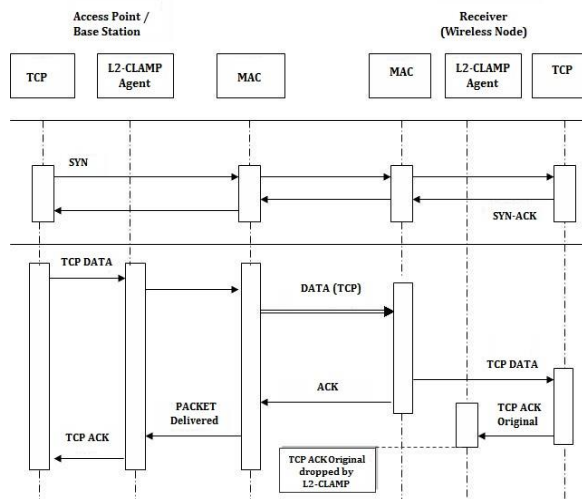 Access Point /
Base Station
Receiver
(Wireless Node)
TCP
L2-CLAMP
Agent
MAC
MAC
L2-CLAMP
Agent
TCP
SYN
SYN-ACK
TCP DATA
DATA (TCP)
TCP DATA
ACK
PACKET
Delivered
TCP ACK
Original
TCP ACK
TCP ACK Original
dropped by
L2-CLAMP